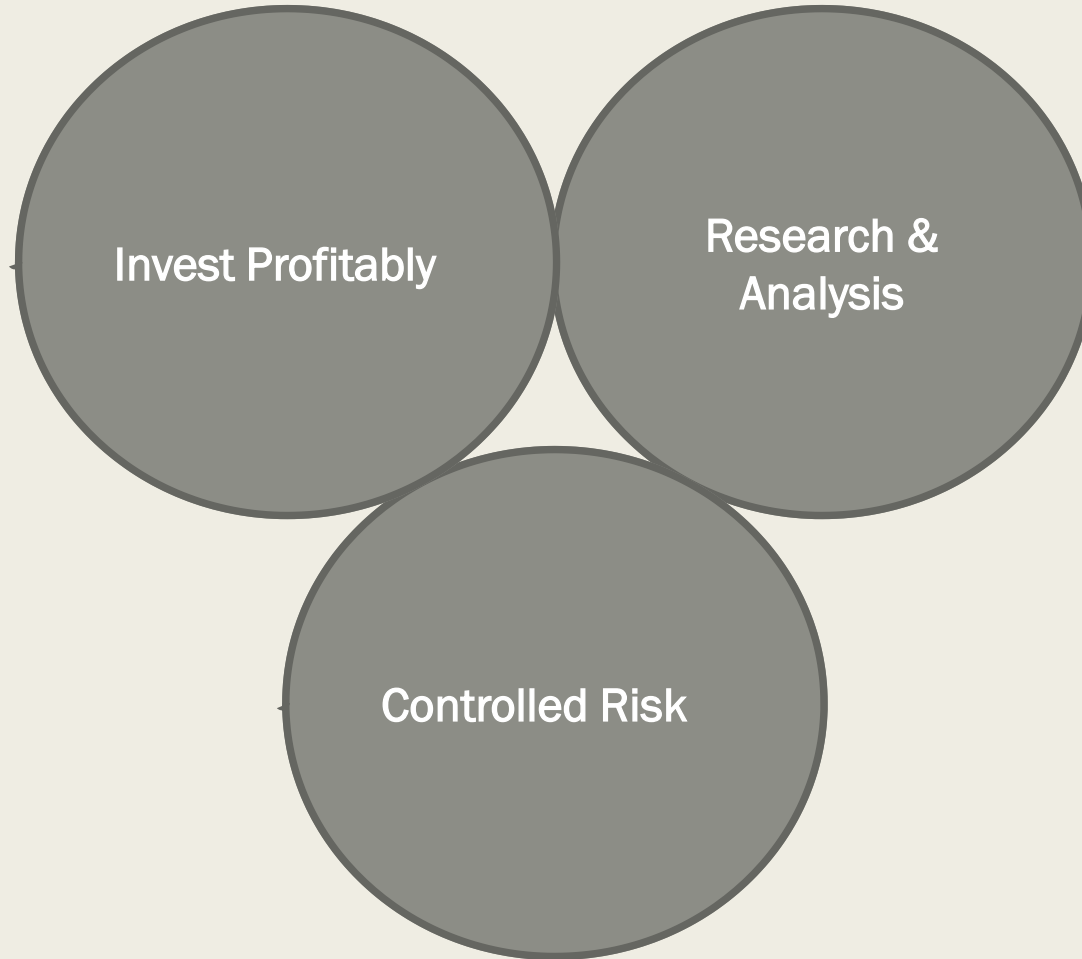 Invest Profitably
Research &
Analysis
Controlled Risk